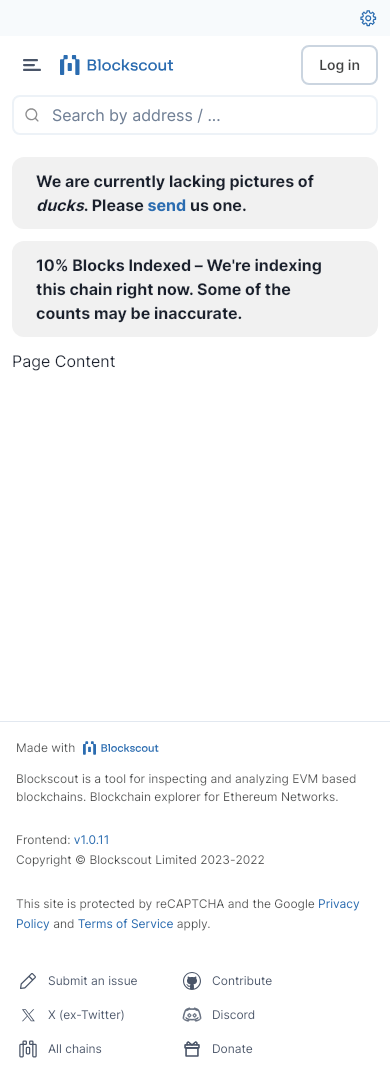 Blockscout
Log in
Search by address / ...
We are currently lacking pictures of
ducks. Please send us one.
10% Blocks Indexed – We're indexing
this chain right now. Some of the
counts may be inaccurate.
Page Content
Made with Blockscout
Blockscout is a tool for inspecting and analyzing EVM based
blockchains. Blockchain explorer for Ethereum Networks.
Frontend: v1.0.11
Copyright © Blockscout Limited 2023-2022
This site is protected by reCAPTCHA and the Google Privacy
Policy and Terms of Service apply.
Submit an issue
Contribute
X (ex-Twitter)
Discord
All chains
Donate